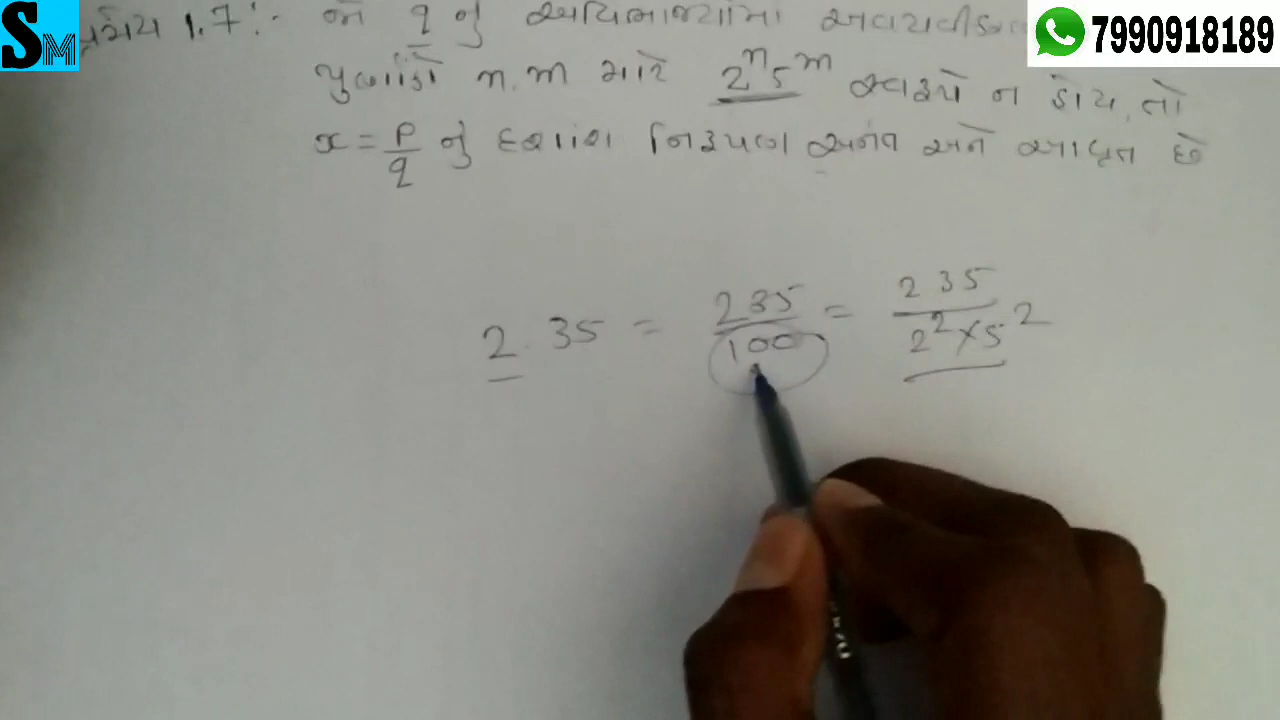 SM
7990918189
પ્રમેય 1.7 :- જો q નું અવિભાજ્યોમાં
પુર્ણાંકો n, m માટે 2ⁿ5ᵐ સ્વરૂપે ન હોય, તો
x = p/q નું દશાંશ નિરૂપણ અનંત અને આવૃત છે
2.35 = 235/100 = 235/2²×5²